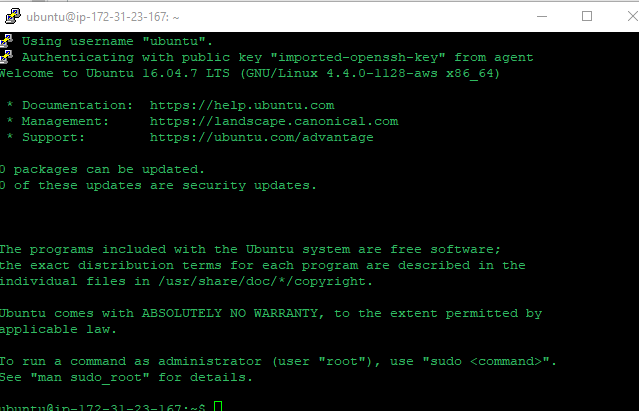 ubuntu@ip-172-31-23-167: ~
Using username "ubuntu".
Authenticating with public key "imported-openssh-key" from agent
Welcome to Ubuntu 16.04.7 LTS (GNU/Linux 4.4.0-1128-aws x86_64)
* Documentation:  https://help.ubuntu.com
* Management:     https://landscape.canonical.com
* Support:        https://ubuntu.com/advantage
0 packages can be updated.
0 of these updates are security updates.
The programs included with the Ubuntu system are free software;
the exact distribution terms for each program are described in the
individual files in /usr/share/doc/*/copyright.
Ubuntu comes with ABSOLUTELY NO WARRANTY, to the extent permitted by
applicable law.
To run a command as administrator (user "root"), use "sudo <command>".
See "man sudo_root" for details.
ubuntu@ip-172-31-23-167:~$